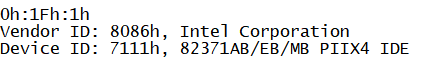 0h:1Fh:1h
Vendor ID: 8086h, Intel Corporation
Device ID: 7111h, 82371AB/EB/MB PIIX4 IDE